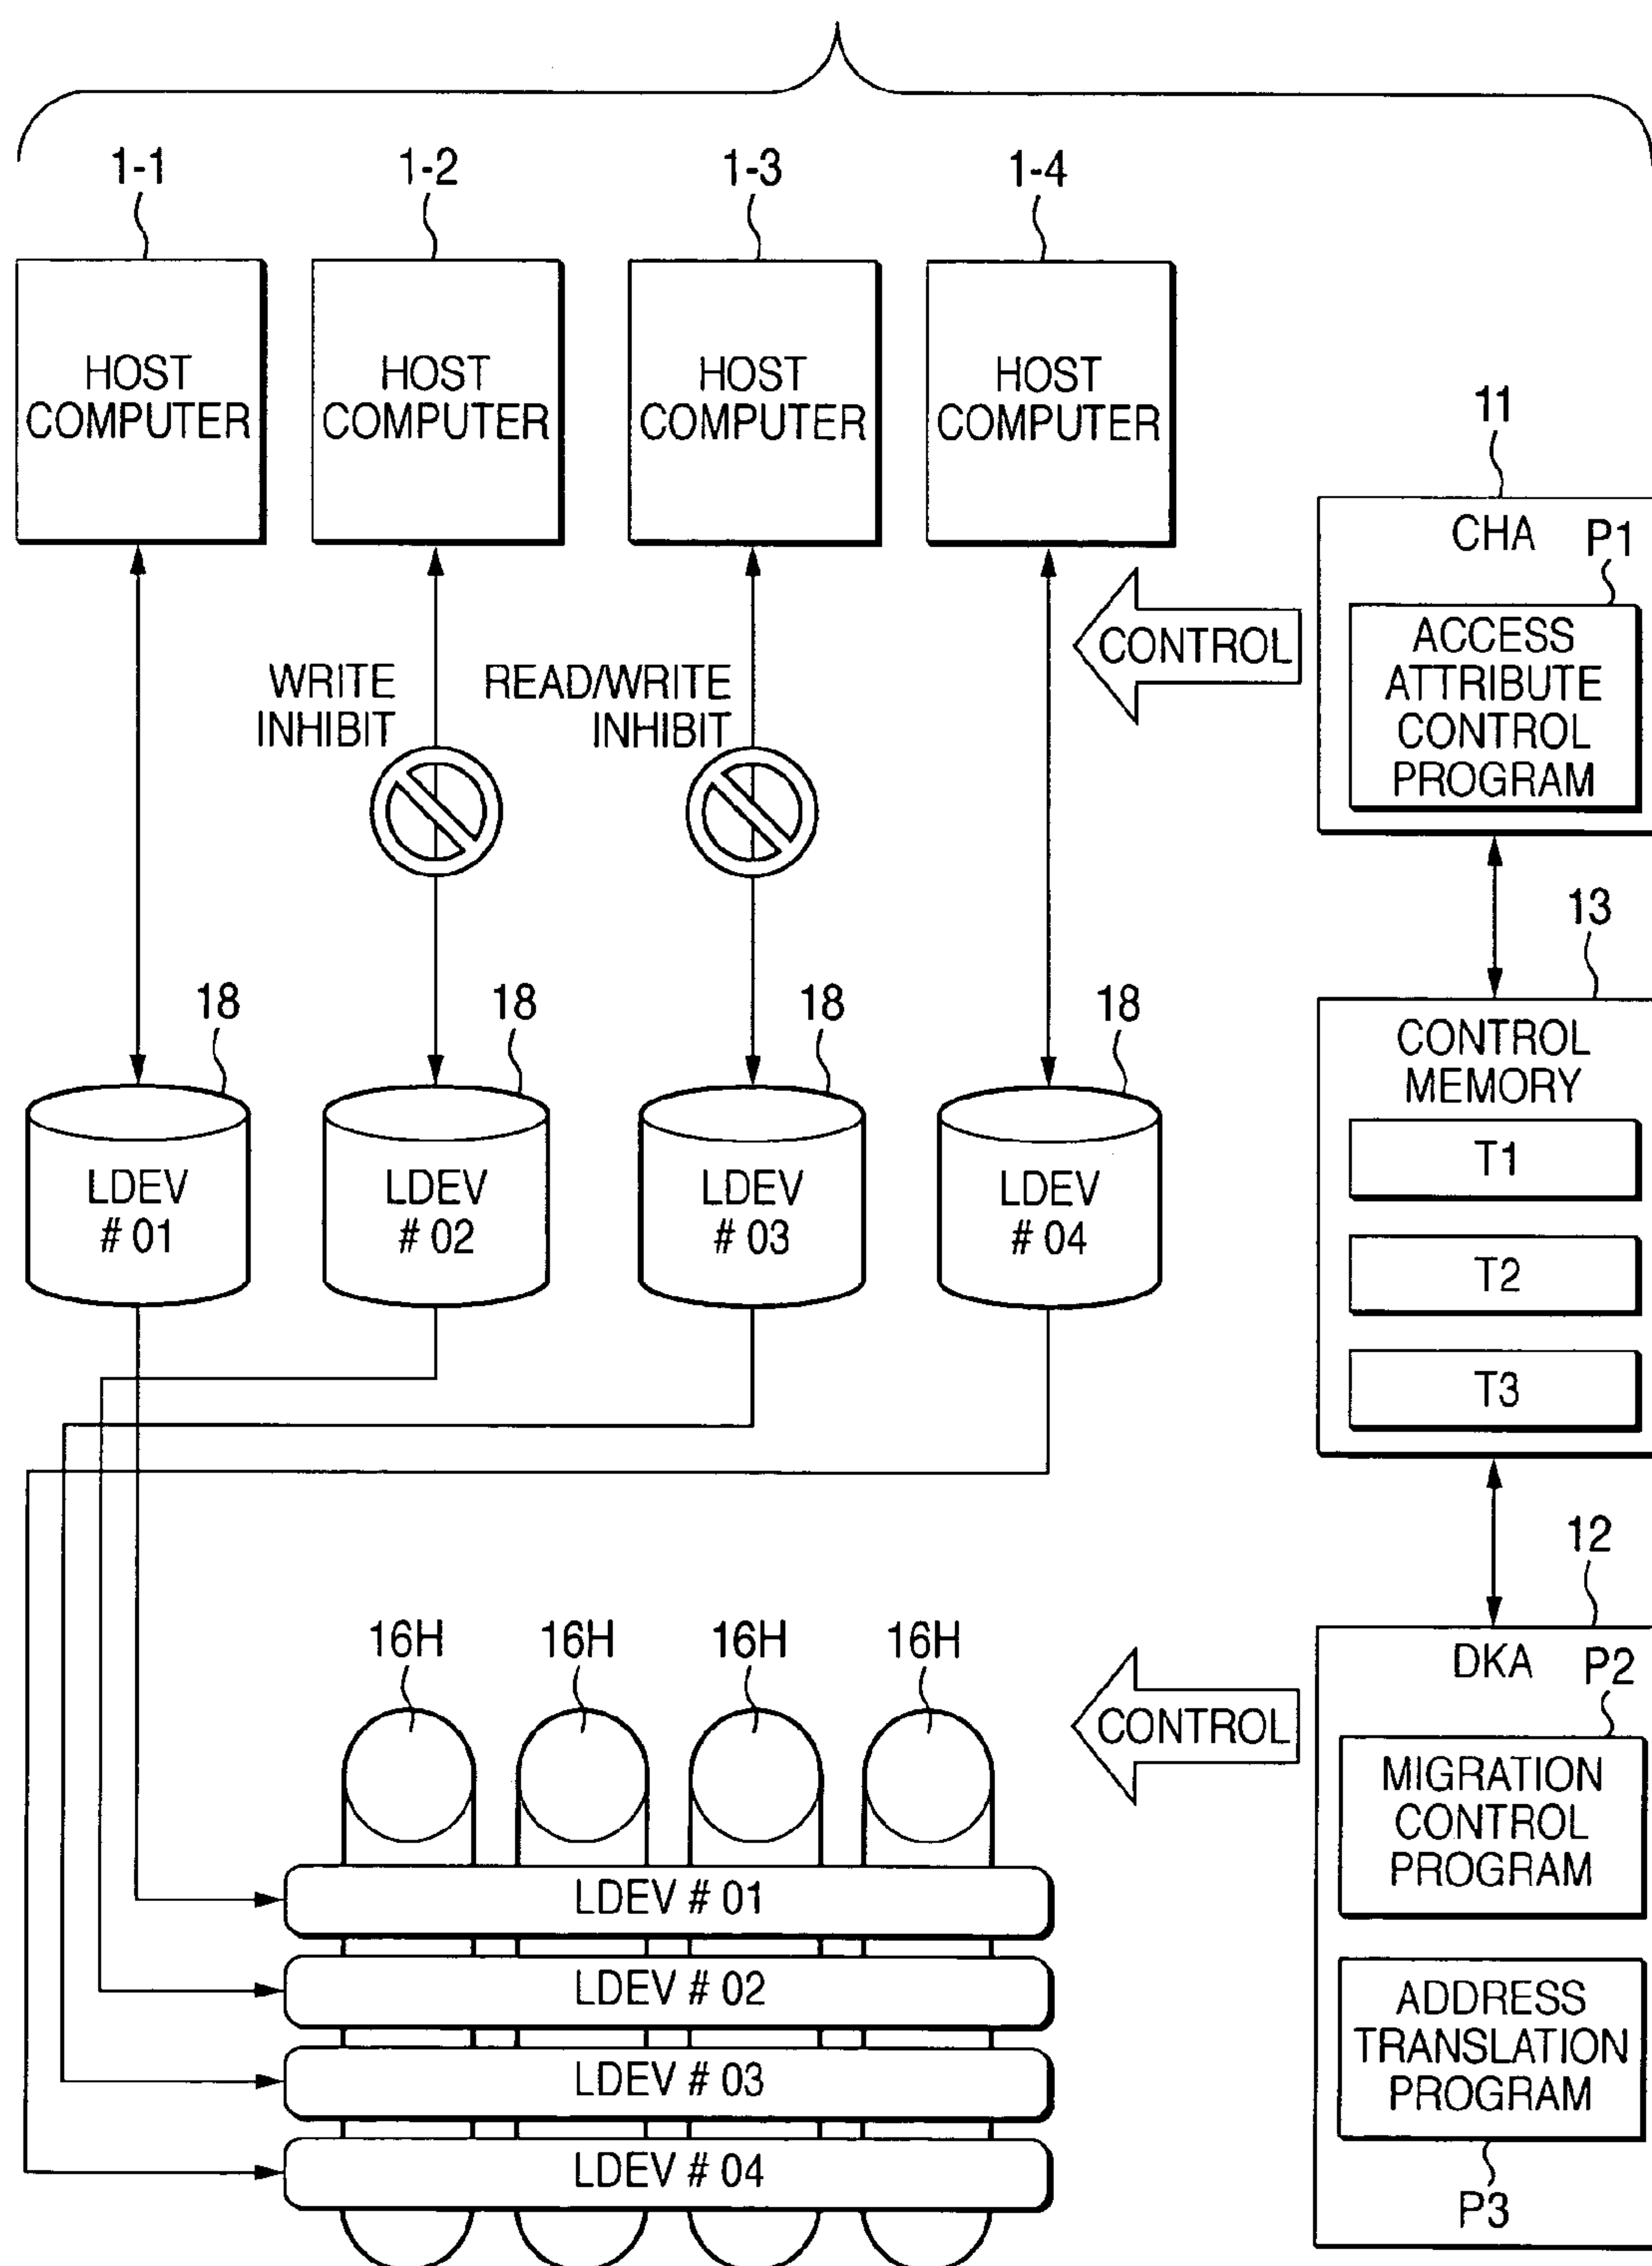 1-1
1-2
1-3
1-4
HOST
COMPUTER
HOST
COMPUTER
HOST
COMPUTER
HOST
COMPUTER
11
CHA
P1
ACCESS
ATTRIBUTE
CONTROL
PROGRAM
CONTROL
WRITE
INHIBIT
READ/WRITE
INHIBIT
13
CONTROL
MEMORY
T1
T2
T3
18
18
18
18
LDEV
# 01
LDEV
# 02
LDEV
# 03
LDEV
# 04
12
DKA
P2
MIGRATION
CONTROL
PROGRAM
ADDRESS
TRANSLATION
PROGRAM
P3
CONTROL
16H
16H
16H
16H
LDEV # 01
LDEV # 02
LDEV # 03
LDEV # 04